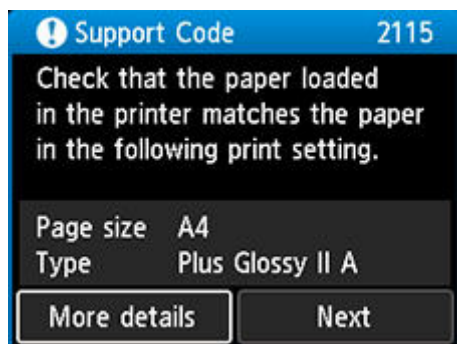 Support Code 2115
Check that the paper loaded
in the printer matches the paper
in the following print setting.
Page size A4
Type Plus Glossy II A
More details Next